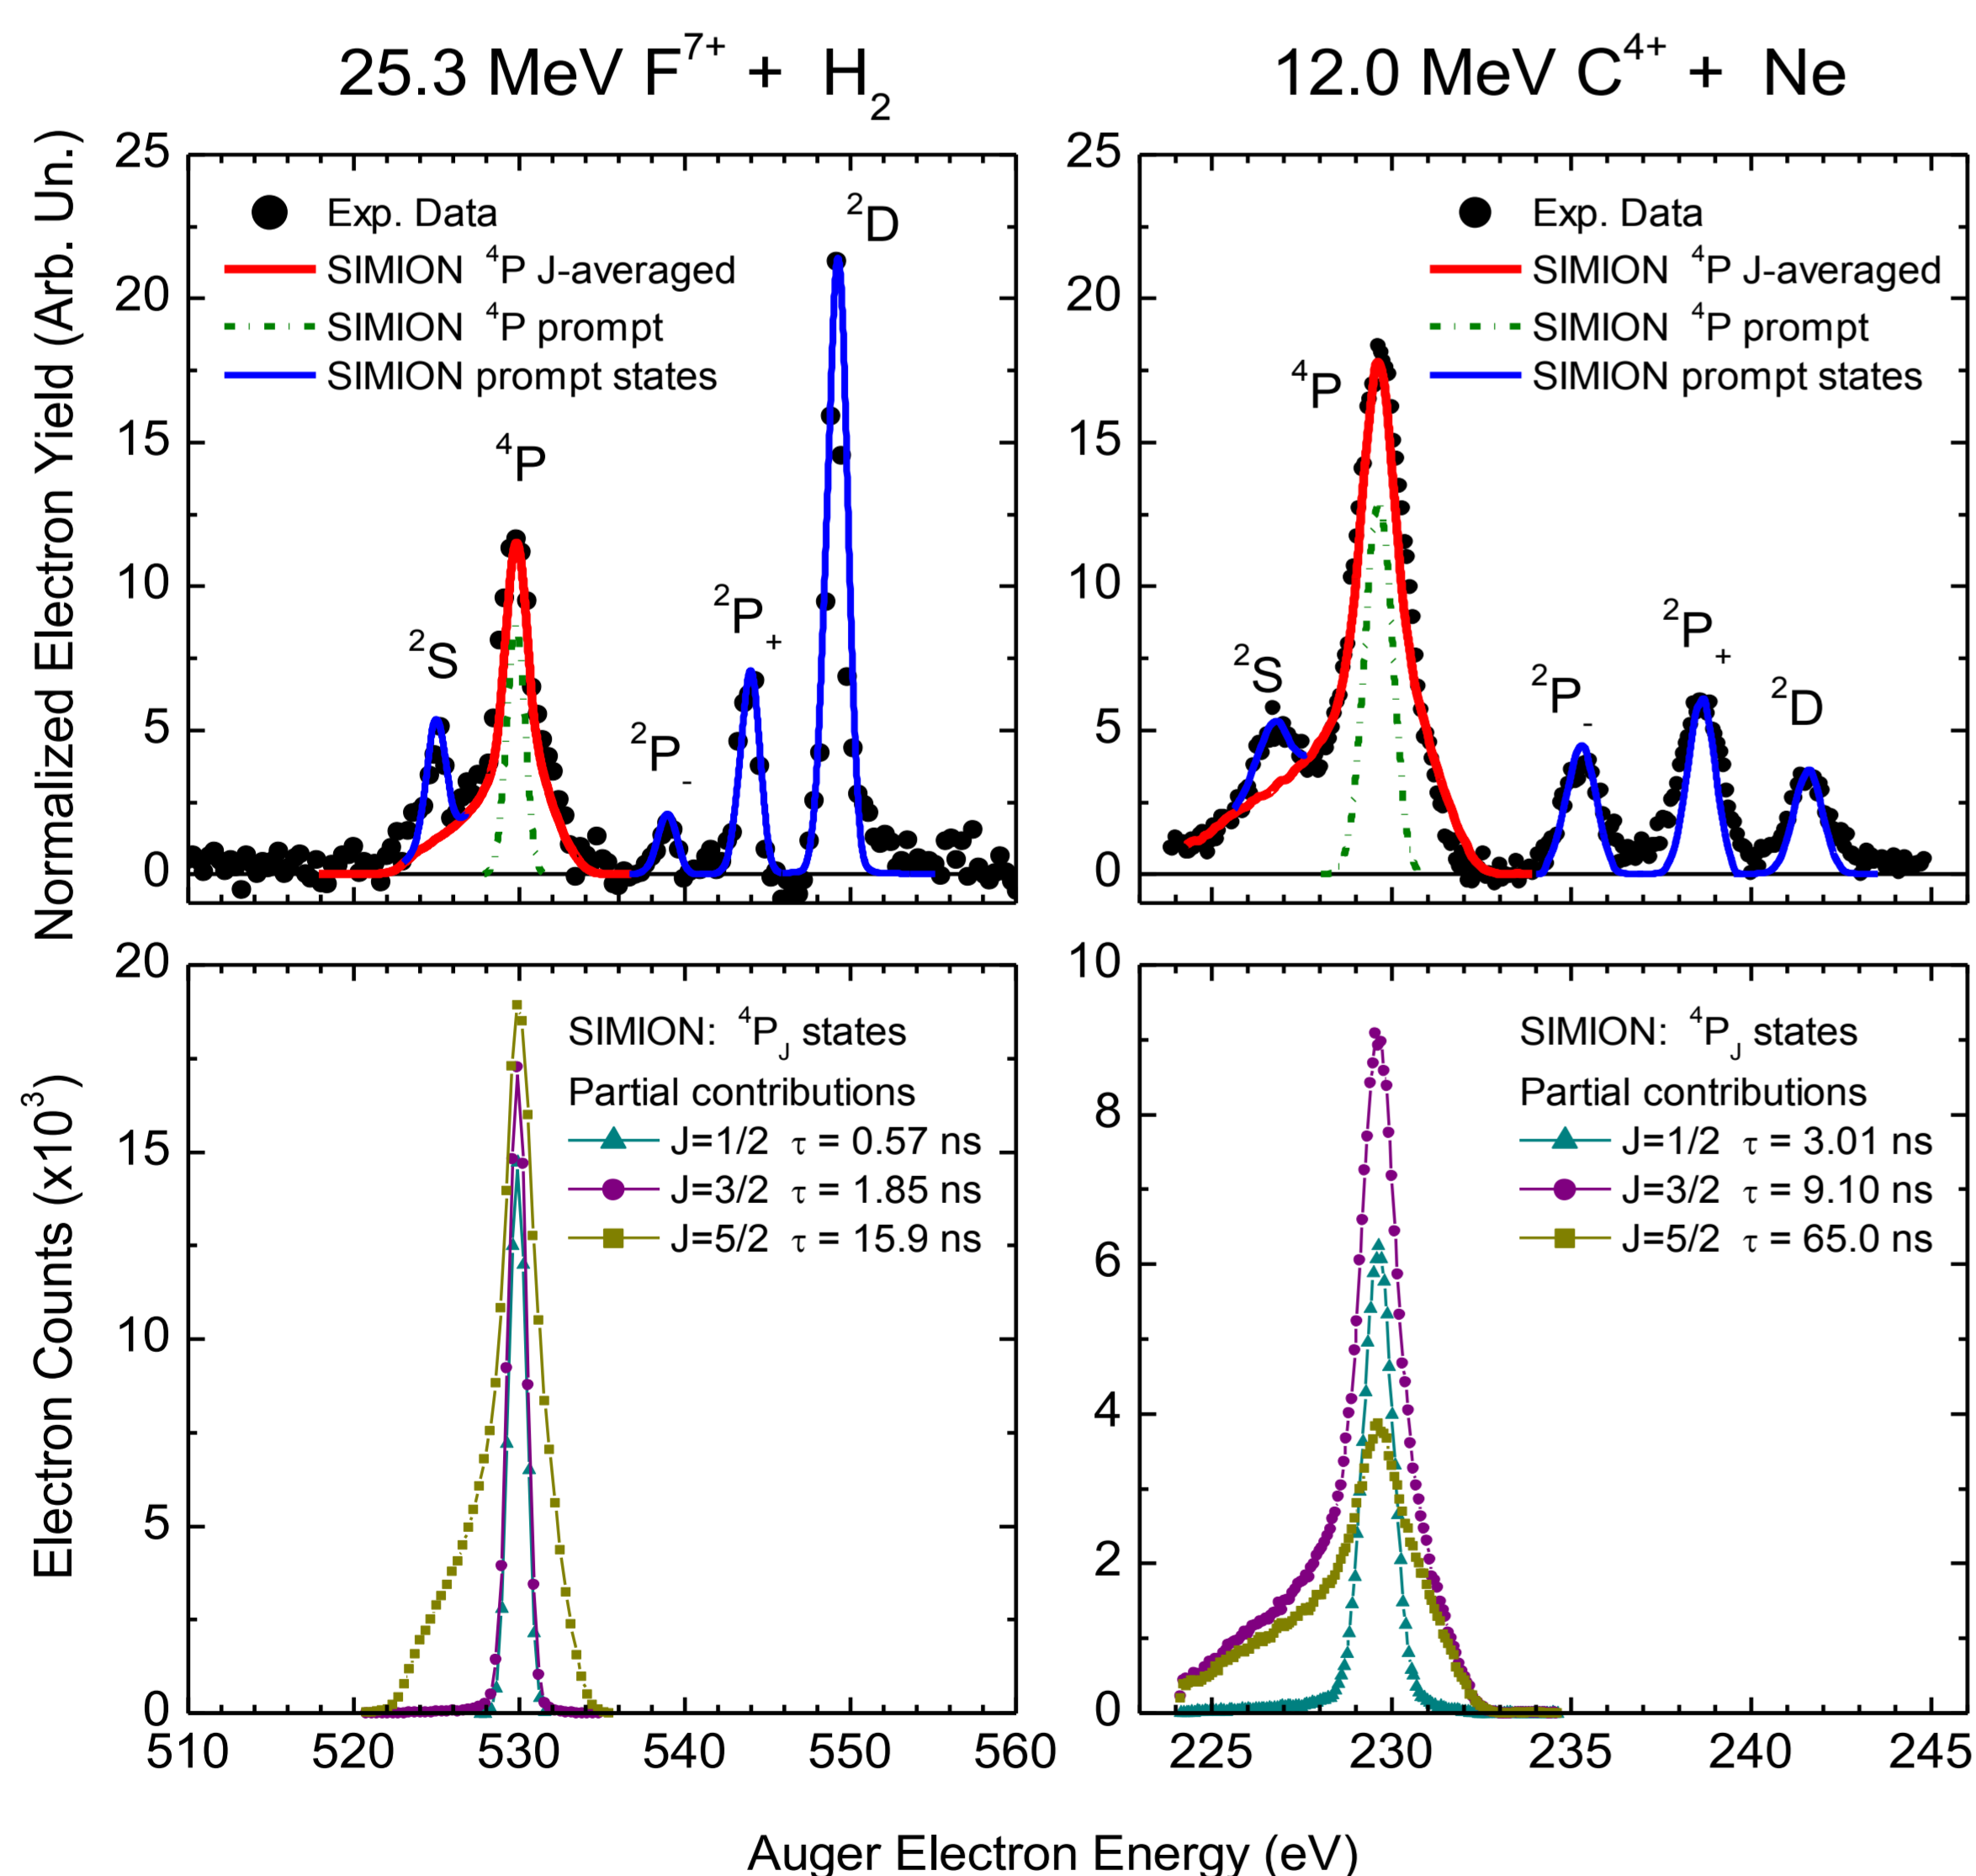 25.3 MeV F⁷⁺ + H₂
12.0 MeV C⁴⁺ + Ne
Normalized Electron Yield (Arb. Un.)
25
20
15
10
5
0
Exp. Data
SIMION ⁴P J-averaged
SIMION ⁴P prompt
SIMION prompt states
²S
⁴P
²P₋
²P₊
²D
25
20
15
10
5
0
Exp. Data
SIMION ⁴P J-averaged
SIMION ⁴P prompt
SIMION prompt states
²S
⁴P
²P₋
²P₊
²D
Electron Counts (x10³)
20
15
10
5
0
SIMION: ⁴P_J states
Partial contributions
J=1/2 τ = 0.57 ns
J=3/2 τ = 1.85 ns
J=5/2 τ = 15.9 ns
510 520 530 540 550 560
10
8
6
4
2
0
SIMION: ⁴P_J states
Partial contributions
J=1/2 τ = 3.01 ns
J=3/2 τ = 9.10 ns
J=5/2 τ = 65.0 ns
225 230 235 240 245
Auger Electron Energy (eV)